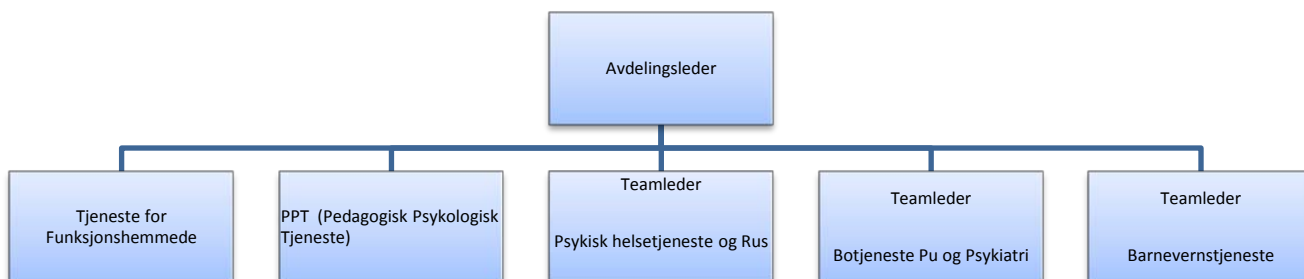 Avdelingsleder
Tjeneste for
Funksjonshemmede
PPT (Pedagogisk Psykologisk
Tjeneste)
Teamleder
Psykisk helsetjeneste og Rus
Teamleder
Botjeneste Pu og Psykiatri
Teamleder
Barnevernstjeneste